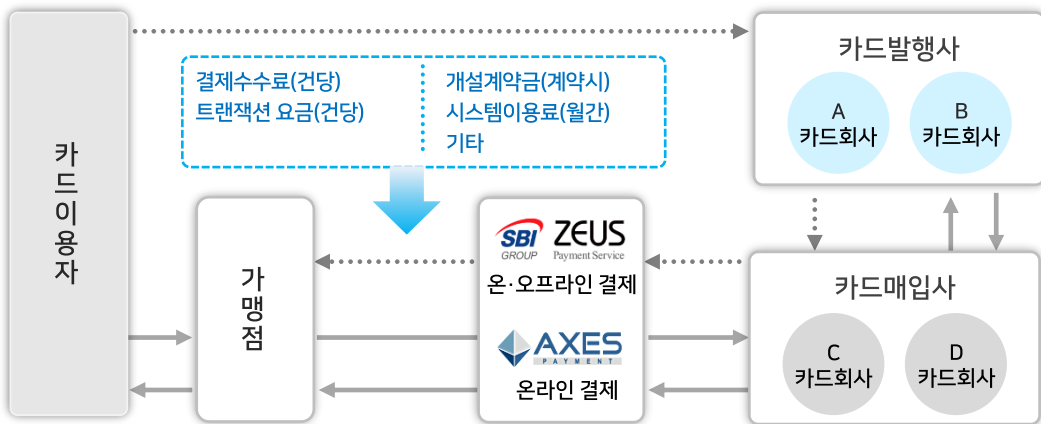 카드이용자
결제수수료(건당)
트랜잭션 요금(건당)
개설계약금(계약시)
시스템이용료(월간)
기타
카드발행사
A
카드회사
B
카드회사
가맹점
SBI
GROUP
ZEUS
Payment Service
온·오프라인 결제
AXES
PAYMENT
온라인 결제
카드매입사
C
카드회사
D
카드회사